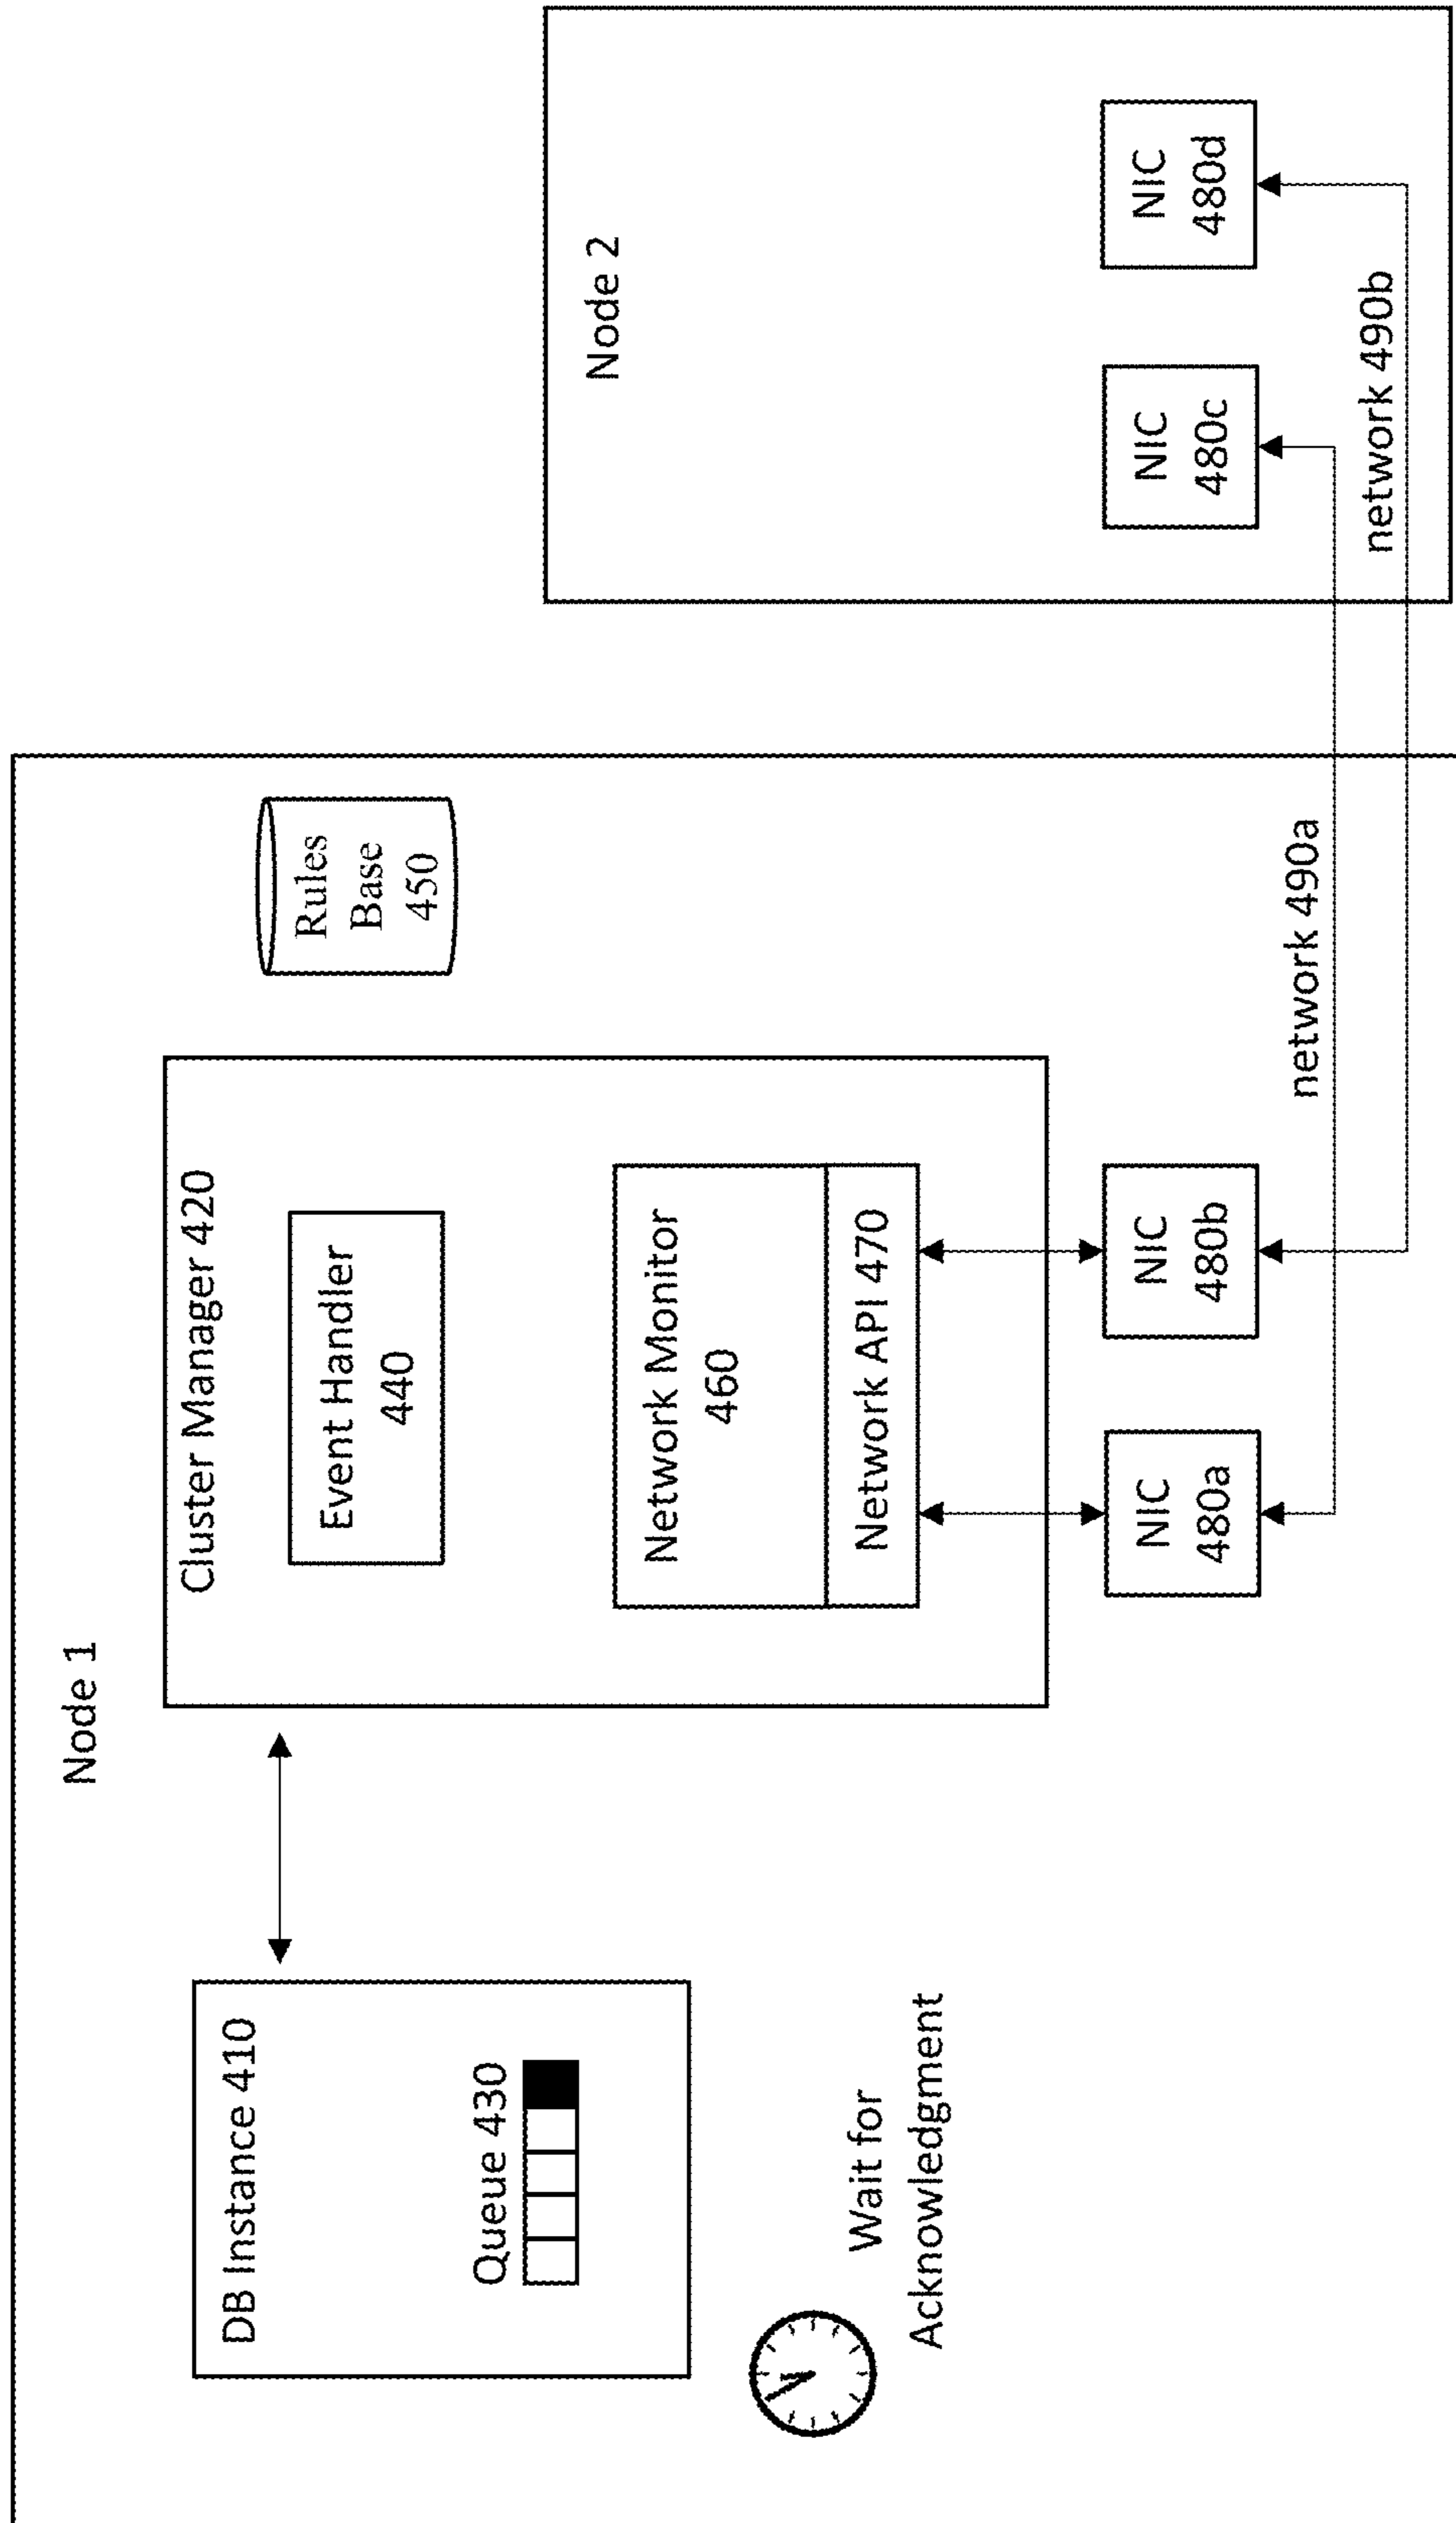 Node 1
DB Instance 410
Queue 430
Wait for
Acknowledgment
Cluster Manager 420
Event Handler
440
Network Monitor
460
Network API 470
NIC
480a
NIC
480b
Rules
Base
450
network 490a
Node 2
NIC
480c
NIC
480d
network 490b